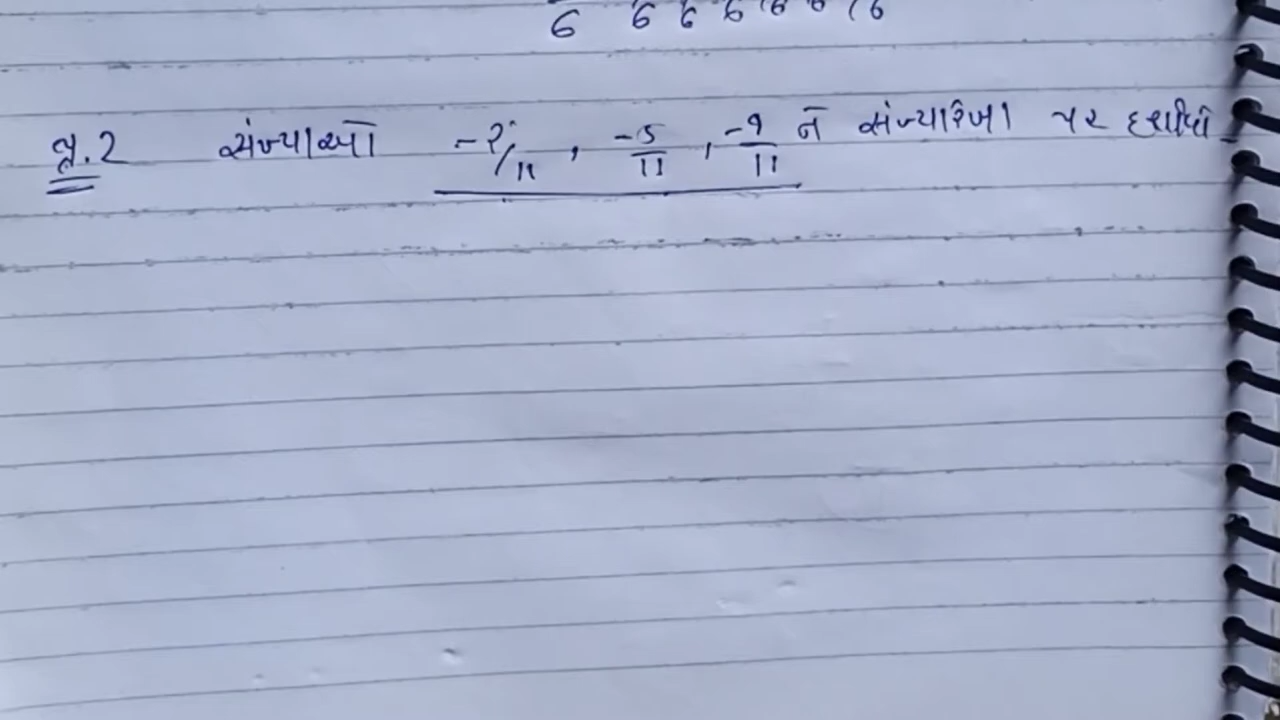 6 6 6 6 6 6 6
પ્ર.2 સંખ્યાઓ -2/11, -5/11, -9/11 ને સંખ્યારેખા પર દર્શાવો